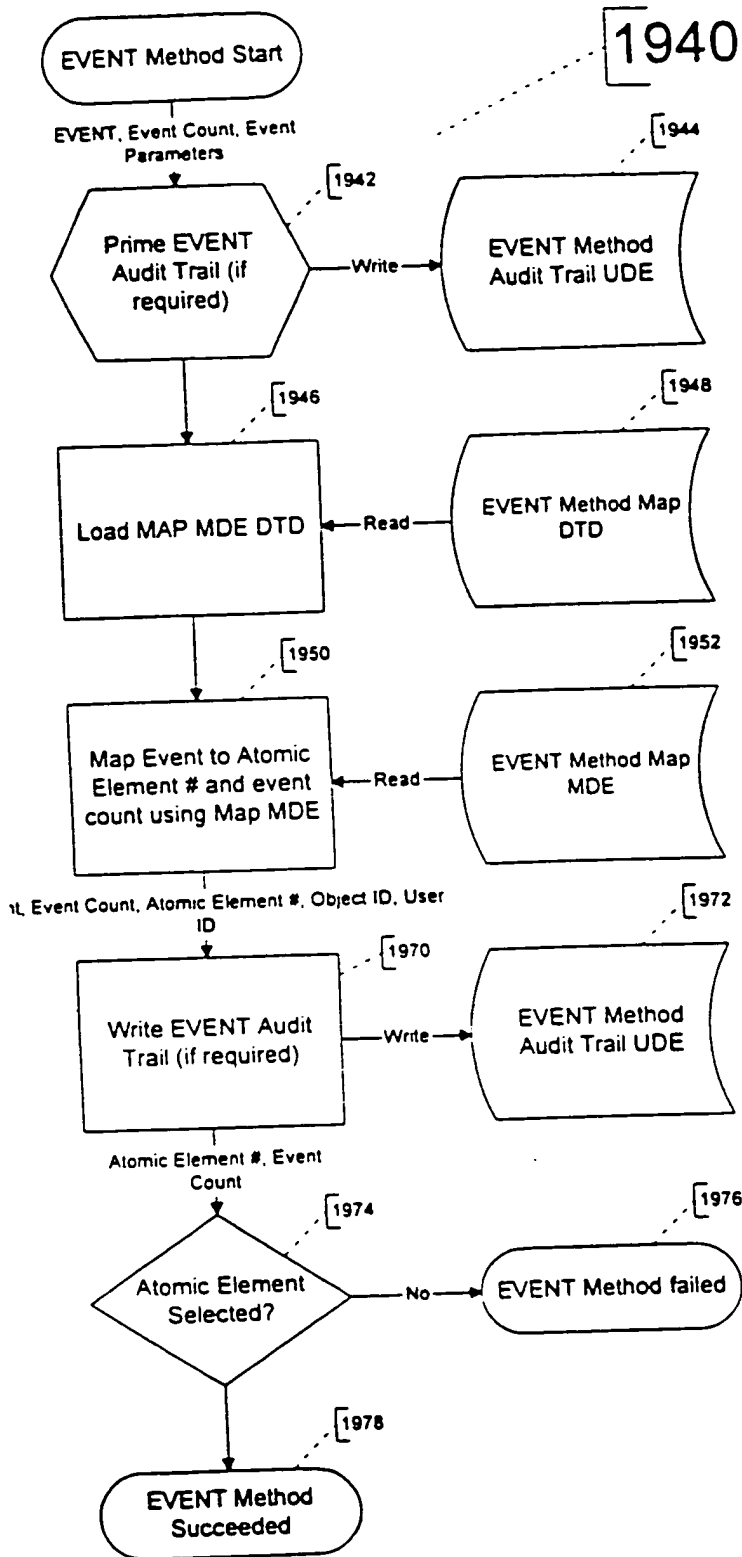 EVENT Method Start
1940
EVENT, Event Count, Event
Parameters
1942
1944
Prime EVENT
Audit Trail (if
required)
Write
EVENT Method
Audit Trail UDE
1946
1948
Load MAP MDE DTD
Read
EVENT Method Map
DTD
1950
1952
Map Event to Atomic
Element # and event
count using Map MDE
Read
EVENT Method Map
MDE
nt, Event Count, Atomic Element #, Object ID, User
ID
1970
1972
Write EVENT Audit
Trail (if required)
Write
EVENT Method
Audit Trail UDE
Atomic Element #, Event
Count
1974
1976
Atomic Element
Selected?
No
EVENT Method failed
1978
EVENT Method
Succeeded